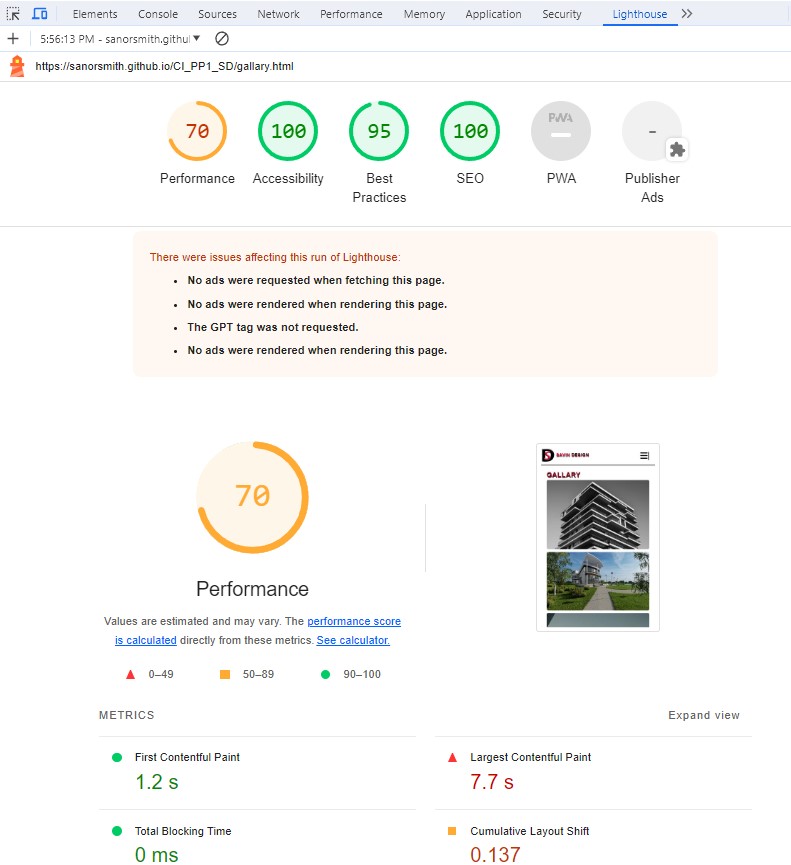 Elements Console Sources Network Performance Memory Application Security Lighthouse
5:56:13 PM - sanorsmith.github
https://sanorsmith.github.io/CI_PP1_SD/gallary.html
70 100 95 100 PWA -
Performance Accessibility Best Practices SEO PWA Publisher Ads
There were issues affecting this run of Lighthouse:
• No ads were requested when fetching this page.
• No ads were rendered when rendering this page.
• The GPT tag was not requested.
• No ads were rendered when rendering this page.
70
Performance
Values are estimated and may vary. The performance score
is calculated directly from these metrics. See calculator.
0–49 50–89 90–100
DAVIN DESIGN
GALLARY
METRICS Expand view
First Contentful Paint
1.2 s
Largest Contentful Paint
7.7 s
Total Blocking Time
0 ms
Cumulative Layout Shift
0.137